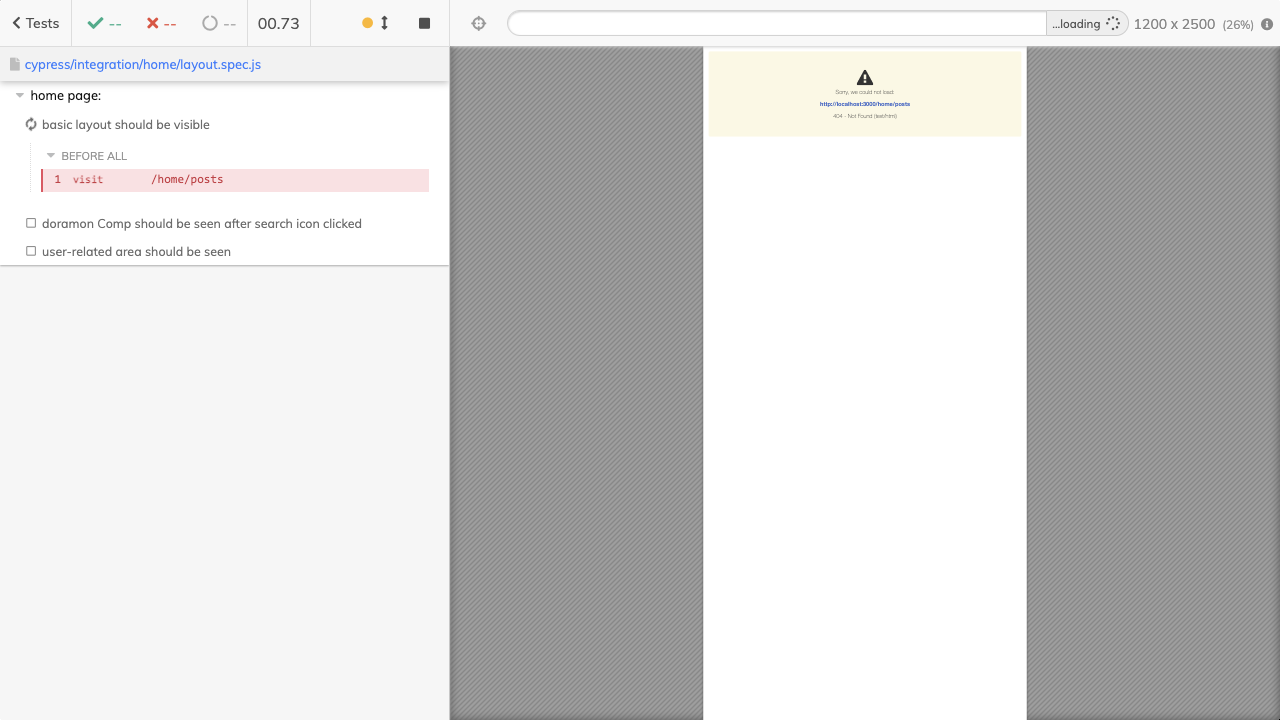 Tests
--
--
--
00.73
...loading
1200 x 2500 (26%)
cypress/integration/home/layout.spec.js
home page:
basic layout should be visible
BEFORE ALL
1 visit /home/posts
doramon Comp should be seen after search icon clicked
user-related area should be seen
Sorry, we could not load:
http://localhost:3000/home/posts
404 - Not Found (text/html)